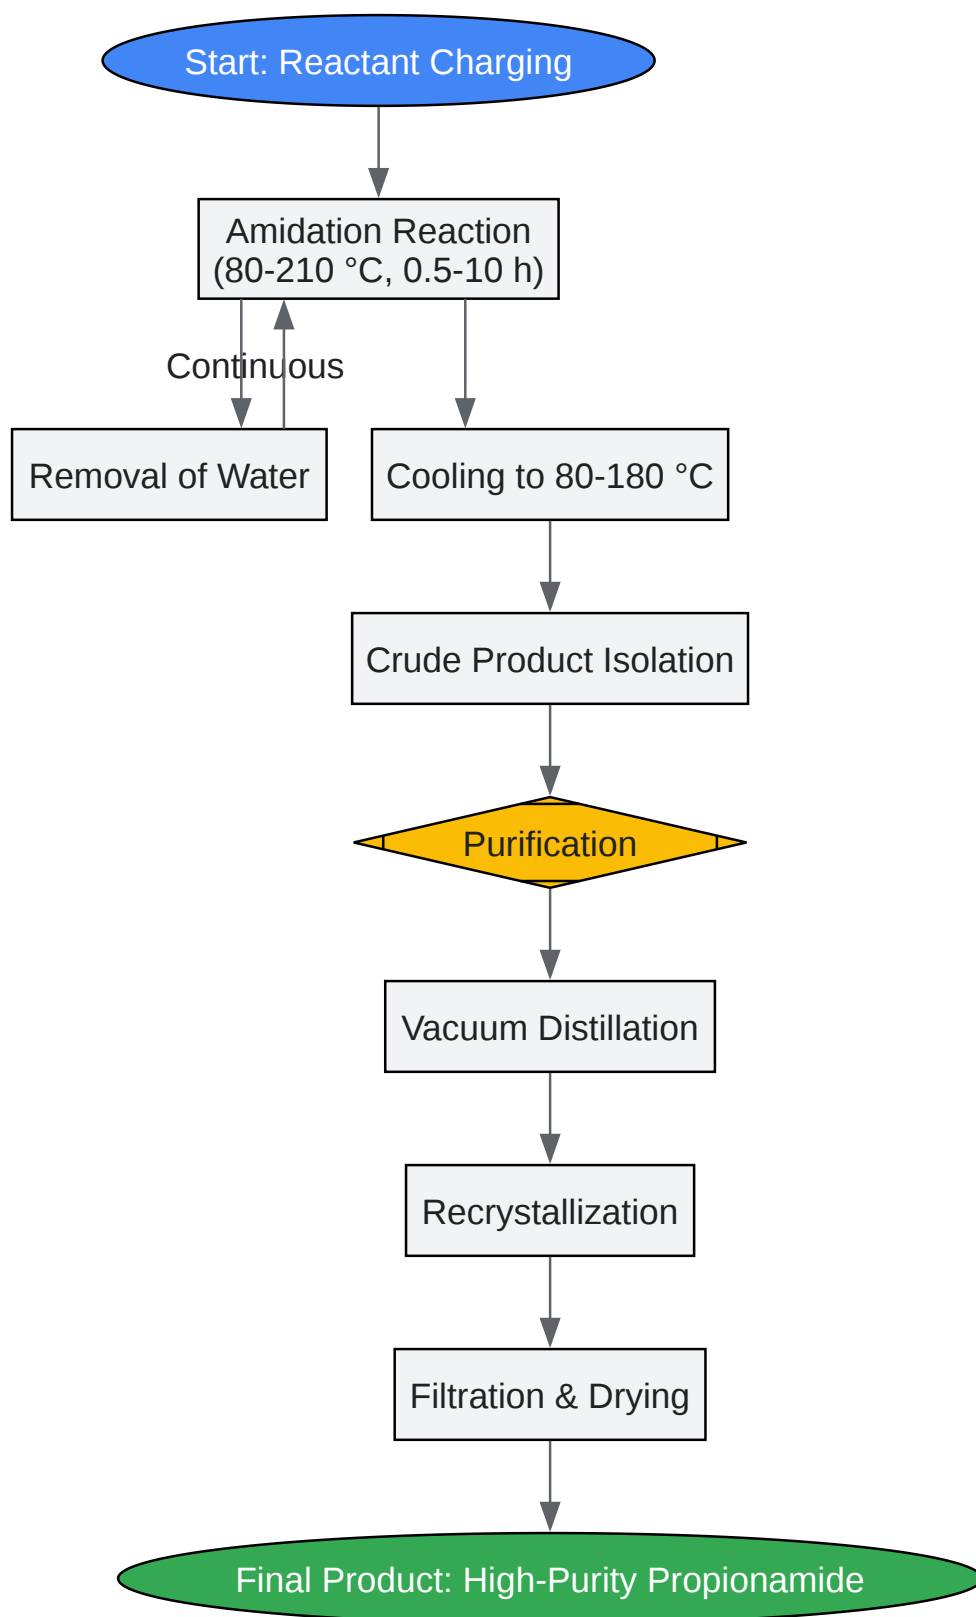 Start: Reactant Charging
Amidation Reaction
(80-210 °C, 0.5-10 h)
Continuous
Removal of Water
Cooling to 80-180 °C
Crude Product Isolation
Purification
Vacuum Distillation
Recrystallization
Filtration & Drying
Final Product: High-Purity Propionamide